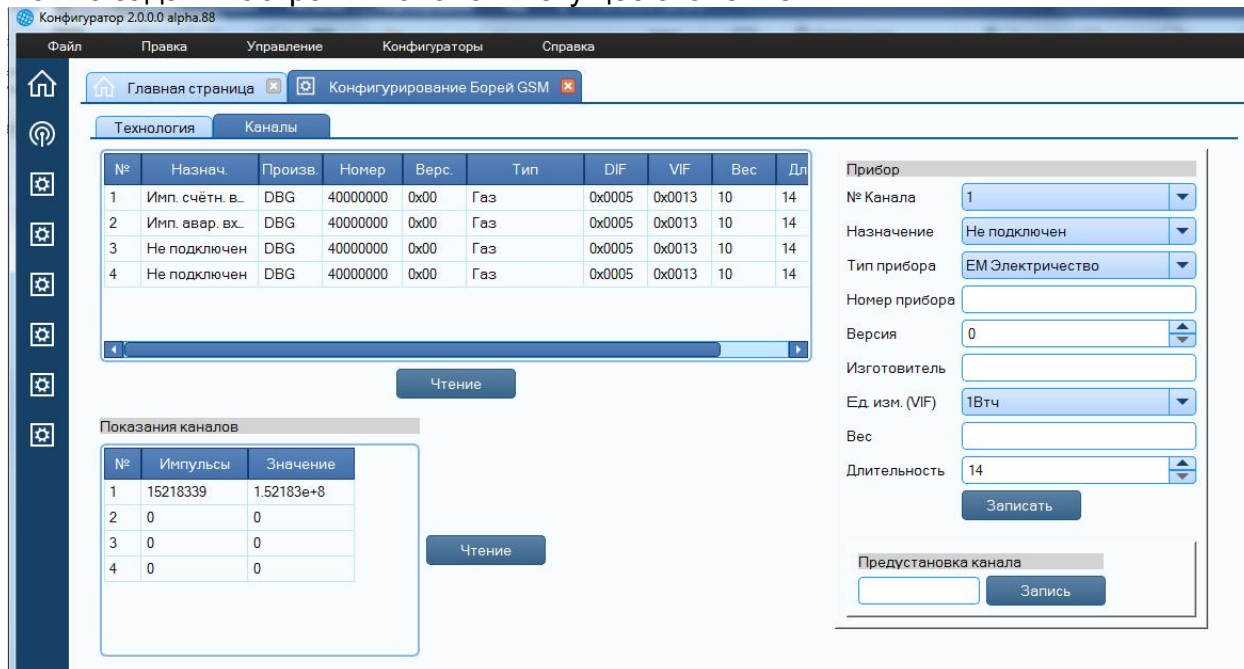 Конфигуратор 2.0.0.0 alpha.88
Файл Правка Управление Конфигураторы Справка
Главная страница Конфигурирование Борей GSM
Технология Каналы
№ Назнач. Произв. Номер Верс. Тип DIF VIF Вес Дл
1 Имп. счётн. в... DBG 40000000 0x00 Газ 0x0005 0x0013 10 14
2 Имп. авар. вх... DBG 40000000 0x00 Газ 0x0005 0x0013 10 14
3 Не подключен DBG 40000000 0x00 Газ 0x0005 0x0013 10 14
4 Не подключен DBG 40000000 0x00 Газ 0x0005 0x0013 10 14
Чтение
Показания каналов
№ Импульсы Значение
1 15218339 1.52183e+8
2 0 0
3 0 0
4 0 0
Чтение
Прибор
№ Канала 1
Назначение Не подключен
Тип прибора ЕМ Электричество
Номер прибора
Версия 0
Изготовитель
Ед. изм. (VIF) 1Втч
Вес
Длительность 14
Записать
Предустановка канала
Запись